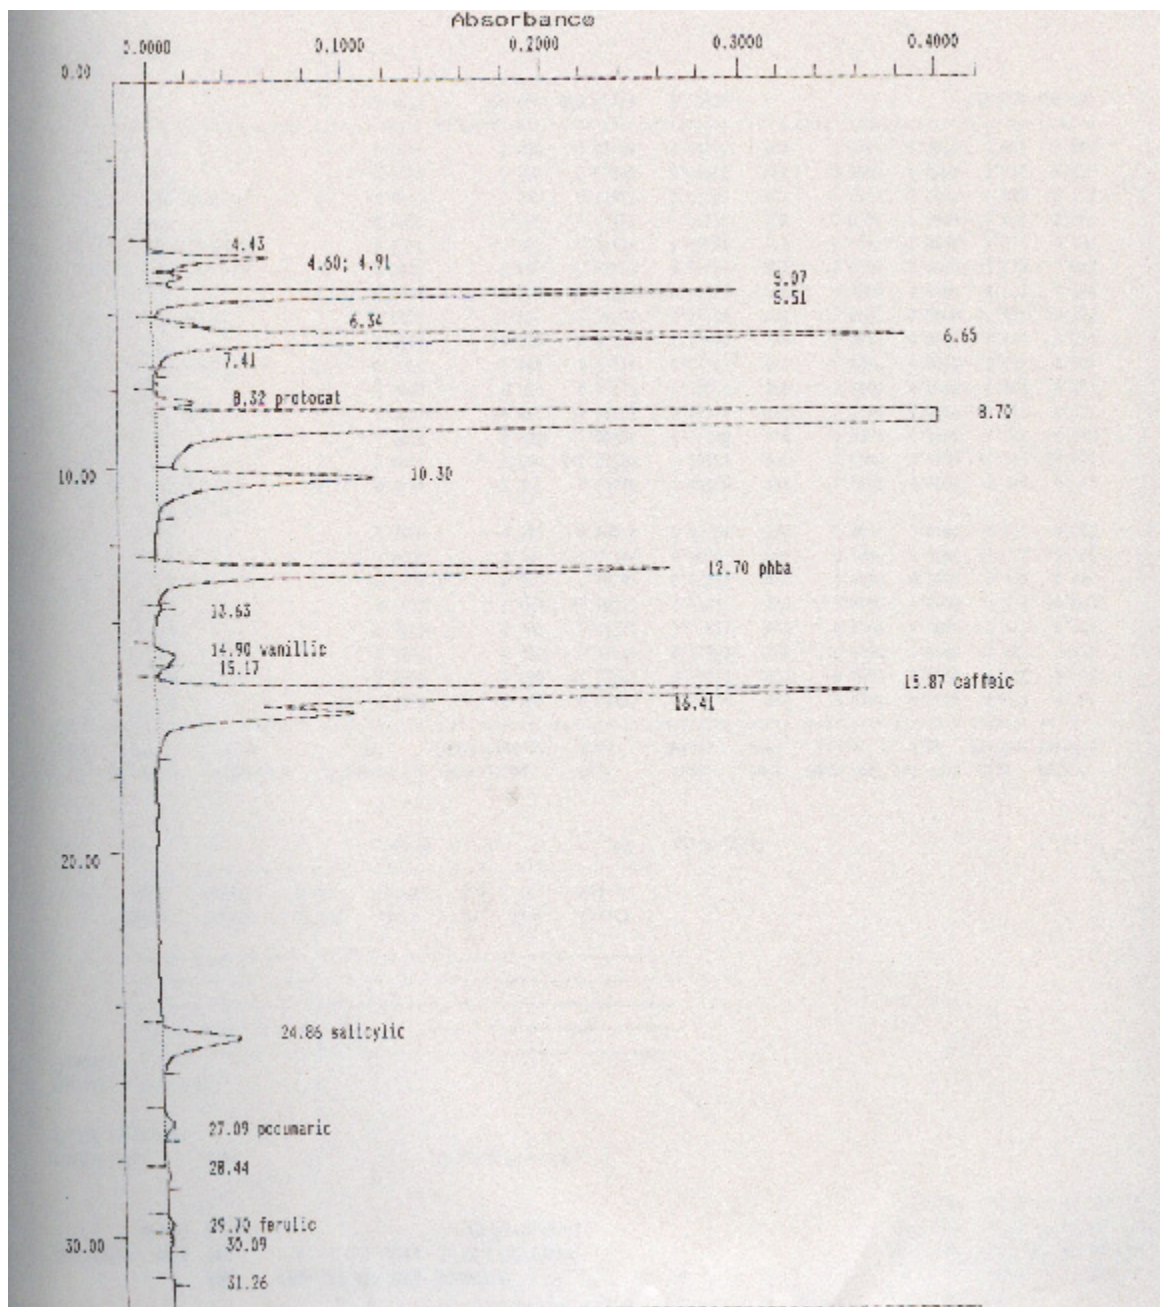 Absorbance
0.0000 0.1000 0.2000 0.3000 0.4000
0.00
4.43
4.60; 4.91
5.07
5.51
6.34
6.65
7.41
8.32 protocat
8.70
10.00
10.30
12.70 phba
13.63
14.90 vanillic
15.17
15.87 caffeic
16.41
20.00
24.86 salicylic
27.09 pcoumaric
28.44
29.70 ferulic
30.00
30.09
31.26